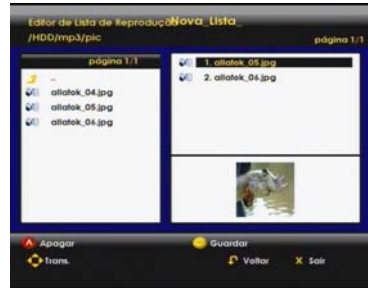 Editor de Lista de Reprodução Nova_Lista_
/HDD/mp3/pic
página 1/1
página 1/1
..
allatok_04.jpg
allatok_05.jpg
allatok_06.jpg
1. allatok_05.jpg
2. allatok_06.jpg
A Apagar
Guardar
Trans.
Voltar
X Sair